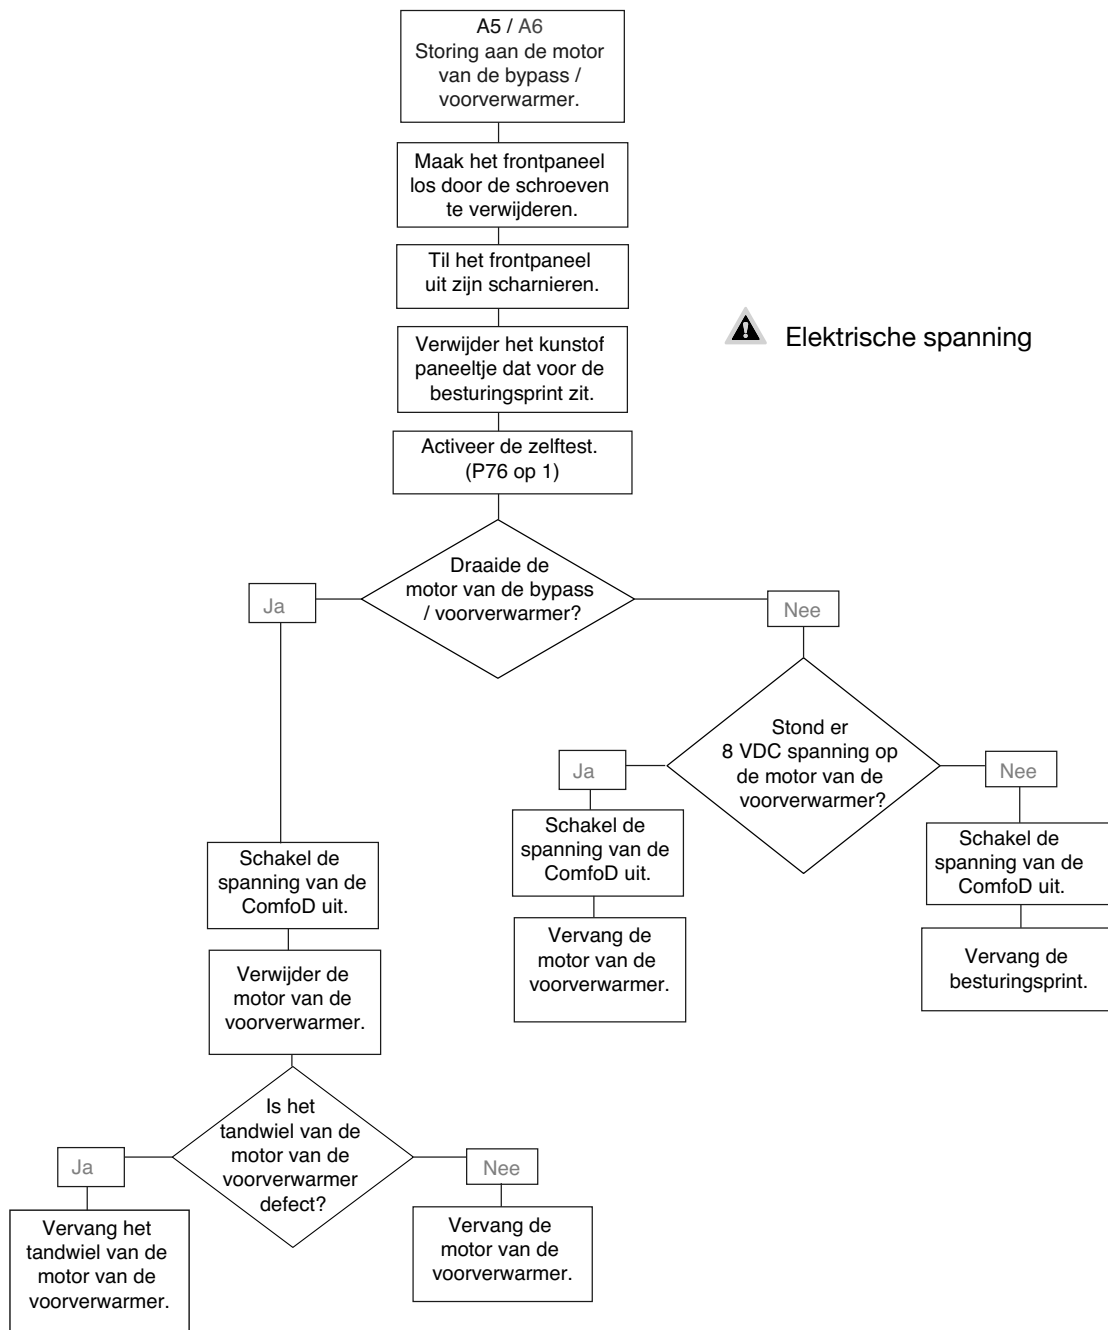 A5 / A6
Storing aan de motor
van de bypass /
voorverwarmer.
Maak het frontpaneel
los door de schroeven
te verwijderen.
Til het frontpaneel
uit zijn scharnieren.
Elektrische spanning
Verwijder het kunstof
paneeltje dat voor de
besturingsprint zit.
Activeer de zelftest.
(P76 op 1)
Draaide de
motor van de bypass
/ voorverwarmer?
Ja
Nee
Stond er
8 VDC spanning op
de motor van de
voorverwarmer?
Ja
Nee
Schakel de
spanning van de
ComfoD uit.
Schakel de
spanning van de
ComfoD uit.
Schakel de
spanning van de
ComfoD uit.
Vervang de
motor van de
voorverwarmer.
Vervang de
besturingsprint.
Verwijder de
motor van de
voorverwarmer.
Is het
tandwiel van de
motor van de
voorverwarmer
defect?
Ja
Nee
Vervang het
tandwiel van de
motor van de
voorverwarmer.
Vervang de
motor van de
voorverwarmer.